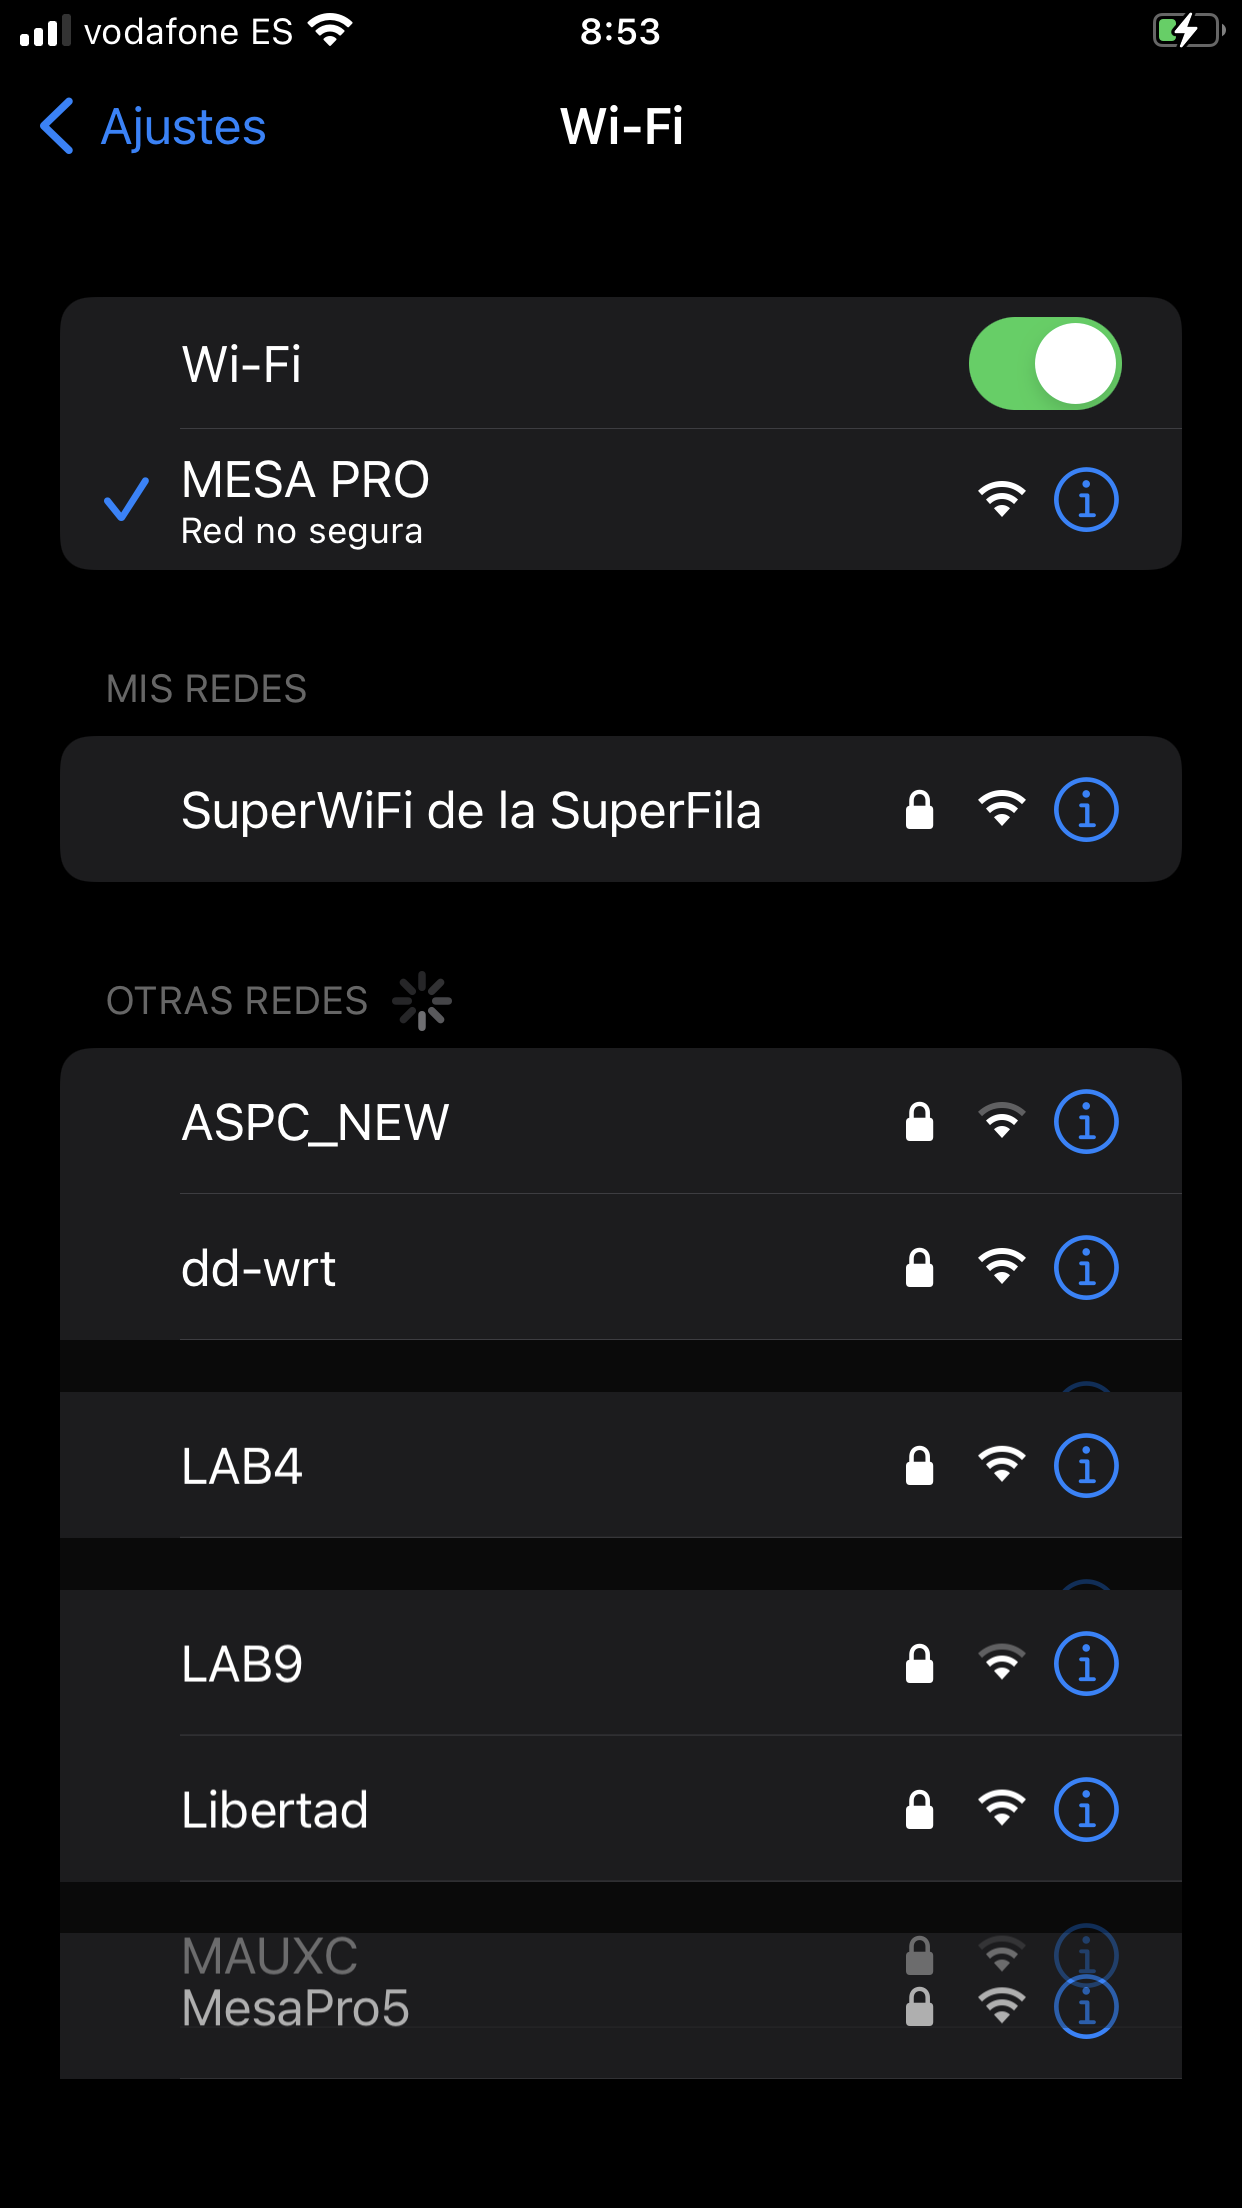 vodafone ES
8:53
Ajustes
Wi-Fi
Wi-Fi
MESA PRO
Red no segura
MIS REDES
SuperWiFi de la SuperFila
OTRAS REDES
ASPC_NEW
dd-wrt
LAB4
LAB9
Libertad
MAUXC
MesaPro5